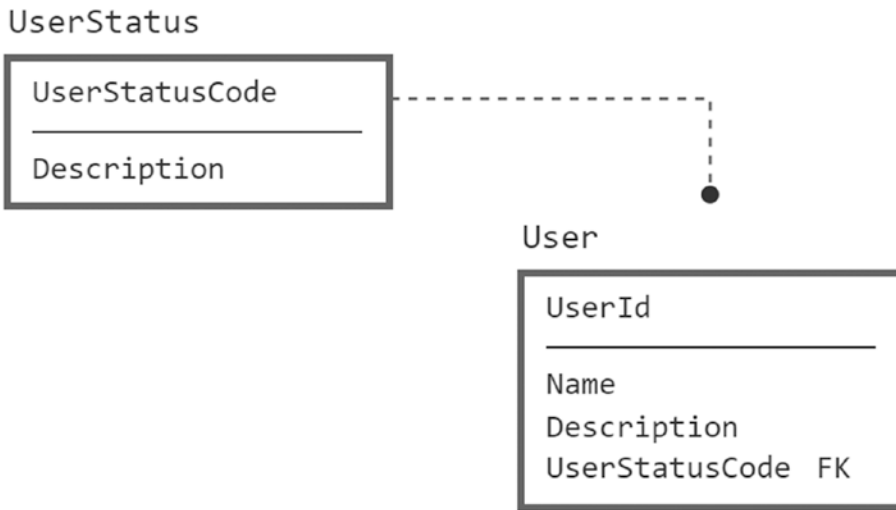 UserStatus
UserStatusCode
Description
User
UserId
Name
Description
UserStatusCode FK